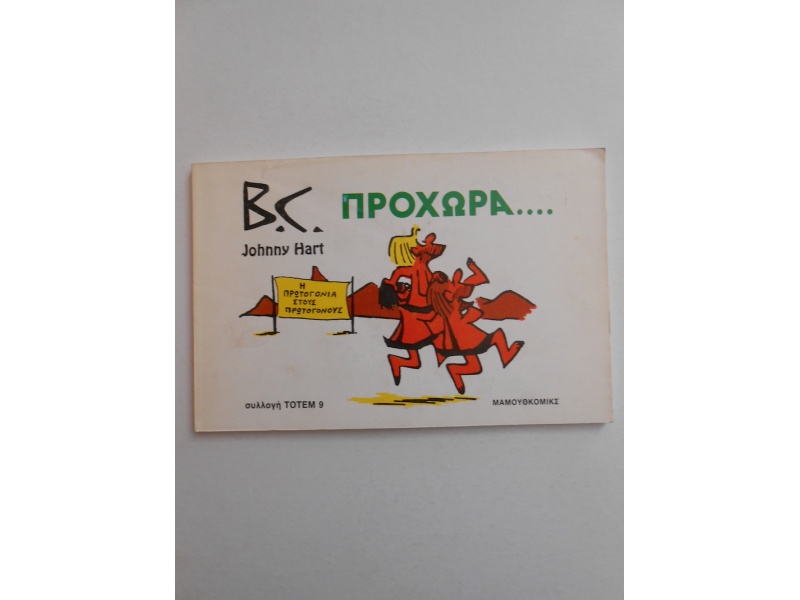 B.C. ΠΡΟΧΩΡΑ....
Johnny Hart
Η
ΠΡΩΤΟΓΟΝΙΑ
ΣΤΟΥΣ
ΠΡΩΤΟΓΟΝΟΥΣ
συλλογή ΤΟΤΕΜ 9
ΜΑΜΟΥΘΚΟΜΙΚΣ